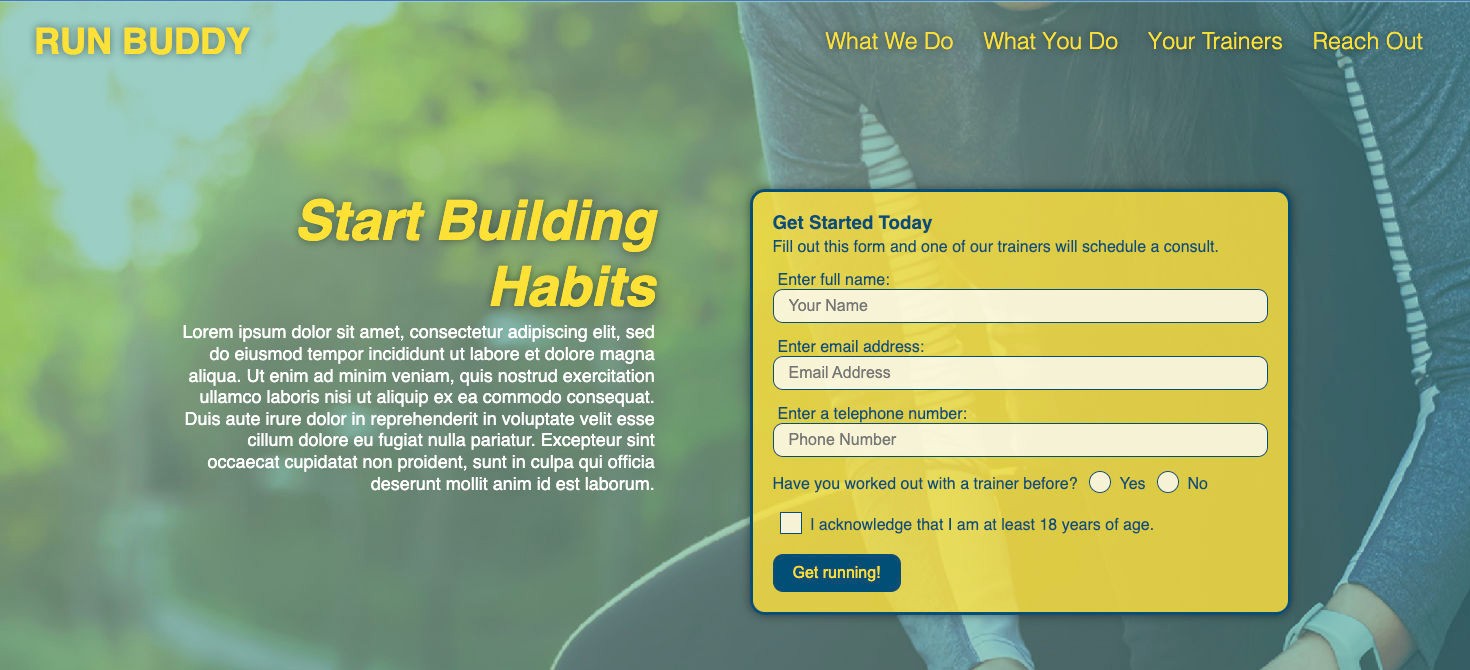 RUN BUDDY
What We Do
What You Do
Your Trainers
Reach Out
Start Building
Habits
Lorem ipsum dolor sit amet, consectetur adipiscing elit, sed
do eiusmod tempor incididunt ut labore et dolore magna
aliqua. Ut enim ad minim veniam, quis nostrud exercitation
ullamco laboris nisi ut aliquip ex ea commodo consequat.
Duis aute irure dolor in reprehenderit in voluptate velit esse
cillum dolore eu fugiat nulla pariatur. Excepteur sint
occaecat cupidatat non proident, sunt in culpa qui officia
deserunt mollit anim id est laborum.
Get Started Today
Fill out this form and one of our trainers will schedule a consult.
Enter full name:
Your Name
Enter email address:
Email Address
Enter a telephone number:
Phone Number
Have you worked out with a trainer before? Yes No
I acknowledge that I am at least 18 years of age.
Get running!